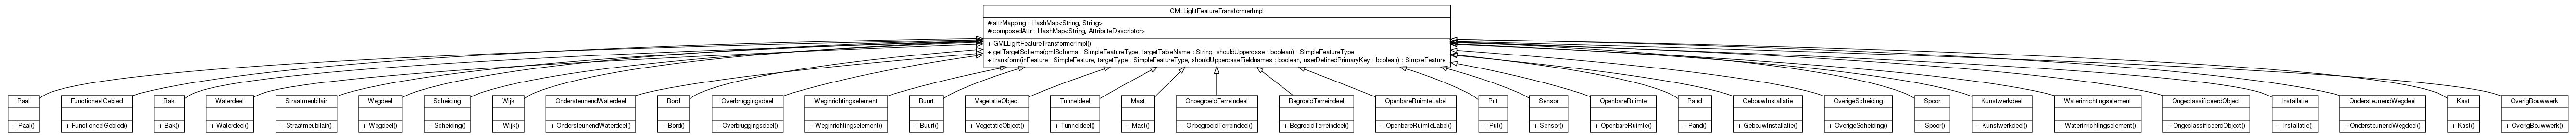 GMLLightFeatureTransformerImpl
# attrMapping : HashMap<String, String>
# composedAttr : HashMap<String, AttributeDescriptor>
+ GMLLightFeatureTransformerImpl()
+ getTargetSchema(gmlSchema : SimpleFeatureType, targetTableName : String, shouldUppercase : boolean) : SimpleFeatureType
+ transform(inFeature : SimpleFeature, targetType : SimpleFeatureType, shouldUppercaseFieldnames : boolean, userDefinedPrimaryKey : boolean) : SimpleFeature
Paal
+ Paal()
FunctioneelGebied
+ FunctioneelGebied()
Bak
+ Bak()
Waterdeel
+ Waterdeel()
Straatmeubilair
+ Straatmeubilair()
Wegdeel
+ Wegdeel()
Scheiding
+ Scheiding()
Wijk
+ Wijk()
OndersteunendWaterdeel
+ OndersteunendWaterdeel()
Bord
+ Bord()
Overbruggingsdeel
+ Overbruggingsdeel()
Weginrichtingselement
+ Weginrichtingselement()
Buurt
+ Buurt()
VegetatieObject
+ VegetatieObject()
Tunneldeel
+ Tunneldeel()
Mast
+ Mast()
OnbegroeidTerreindeel
+ OnbegroeidTerreindeel()
BegroeidTerreindeel
+ BegroeidTerreindeel()
OpenbareRuimteLabel
+ OpenbareRuimteLabel()
Put
+ Put()
Sensor
+ Sensor()
OpenbareRuimte
+ OpenbareRuimte()
Pand
+ Pand()
GebouwInstallatie
+ GebouwInstallatie()
OverigeScheiding
+ OverigeScheiding()
Spoor
+ Spoor()
Kunstwerkdeel
+ Kunstwerkdeel()
Waterinrichtingselement
+ Waterinrichtingselement()
OngeclassificeerdObject
+ OngeclassificeerdObject()
Installatie
+ Installatie()
OndersteunendWegdeel
+ OndersteunendWegdeel()
Kast
+ Kast()
OverigBouwwerk
+ OverigBouwwerk()